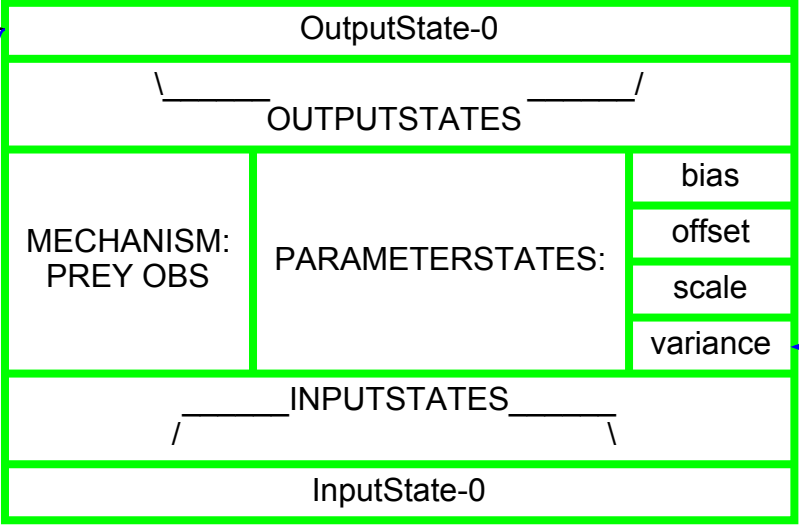 OutputState-0
\______ ______/
OUTPUTSTATES
MECHANISM:
PREY OBS
PARAMETERSTATES:
bias
offset
scale
variance
______INPUTSTATES______
/ \
InputState-0